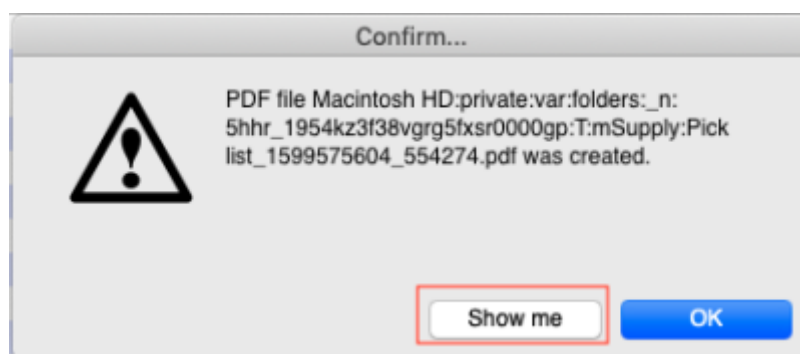 Confirm...
PDF file Macintosh HD:private:var:folders:_n:
5hhr_1954kz3f38vgrg5fxsr0000gp:T:mSupply:Pick
list_1599575604_554274.pdf was created.
Show me
OK